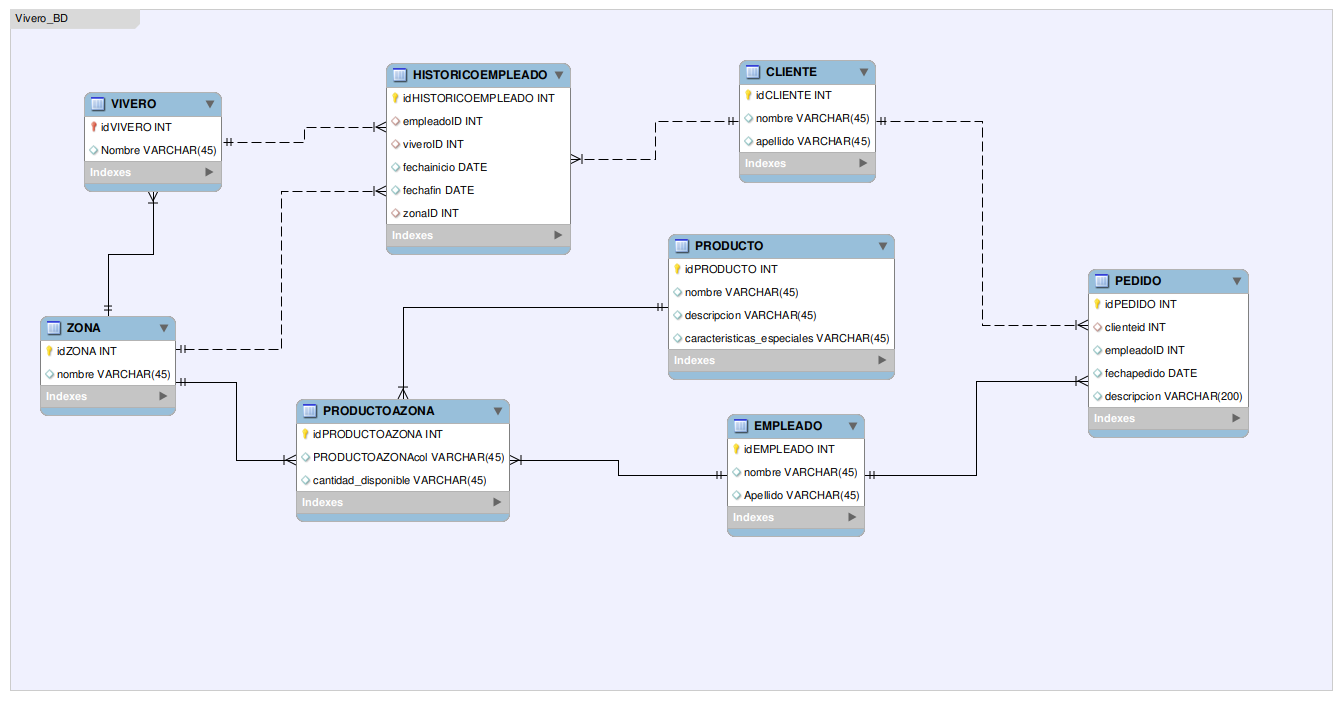 Vivero_BD
VIVERO
idVIVERO INT
Nombre VARCHAR(45)
Indexes
HISTORICOEMPLEADO
idHISTORICOEMPLEADO INT
empleadoID INT
viveroID INT
fechainicio DATE
fechafin DATE
zonaID INT
Indexes
CLIENTE
idCLIENTE INT
nombre VARCHAR(45)
apellido VARCHAR(45)
Indexes
PRODUCTO
idPRODUCTO INT
nombre VARCHAR(45)
descripcion VARCHAR(45)
caracteristicas_especiales VARCHAR(45)
Indexes
PEDIDO
idPEDIDO INT
clienteid INT
empleadoID INT
fechapedido DATE
descripcion VARCHAR(200)
Indexes
ZONA
idZONA INT
nombre VARCHAR(45)
Indexes
PRODUCTOAZONA
idPRODUCTOAZONA INT
PRODUCTOAZONAcol VARCHAR(45)
cantidad_disponible VARCHAR(45)
Indexes
EMPLEADO
idEMPLEADO INT
nombre VARCHAR(45)
Apellido VARCHAR(45)
Indexes